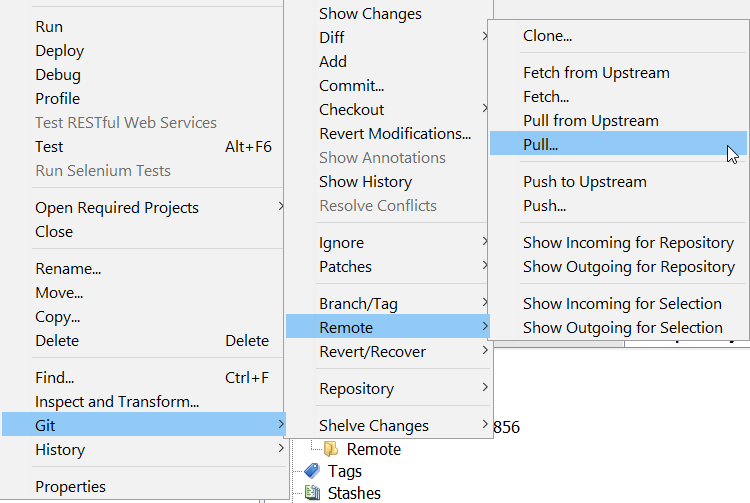 Run
Deploy
Debug
Profile
Test RESTful Web Services
Test Alt+F6
Run Selenium Tests
Open Required Projects
Close
Rename...
Move...
Copy...
Delete Delete
Find... Ctrl+F
Inspect and Transform...
Git
History
Properties
Show Changes
Diff
Add
Commit...
Checkout
Revert Modifications...
Show Annotations
Show History
Resolve Conflicts
Ignore
Patches
Branch/Tag
Remote
Revert/Recover
Repository
Shelve Changes
Clone...
Fetch from Upstream
Fetch...
Pull from Upstream
Pull...
Push to Upstream
Push...
Show Incoming for Repository
Show Outgoing for Repository
Show Incoming for Selection
Show Outgoing for Selection
856
Remote
Tags
Stashes